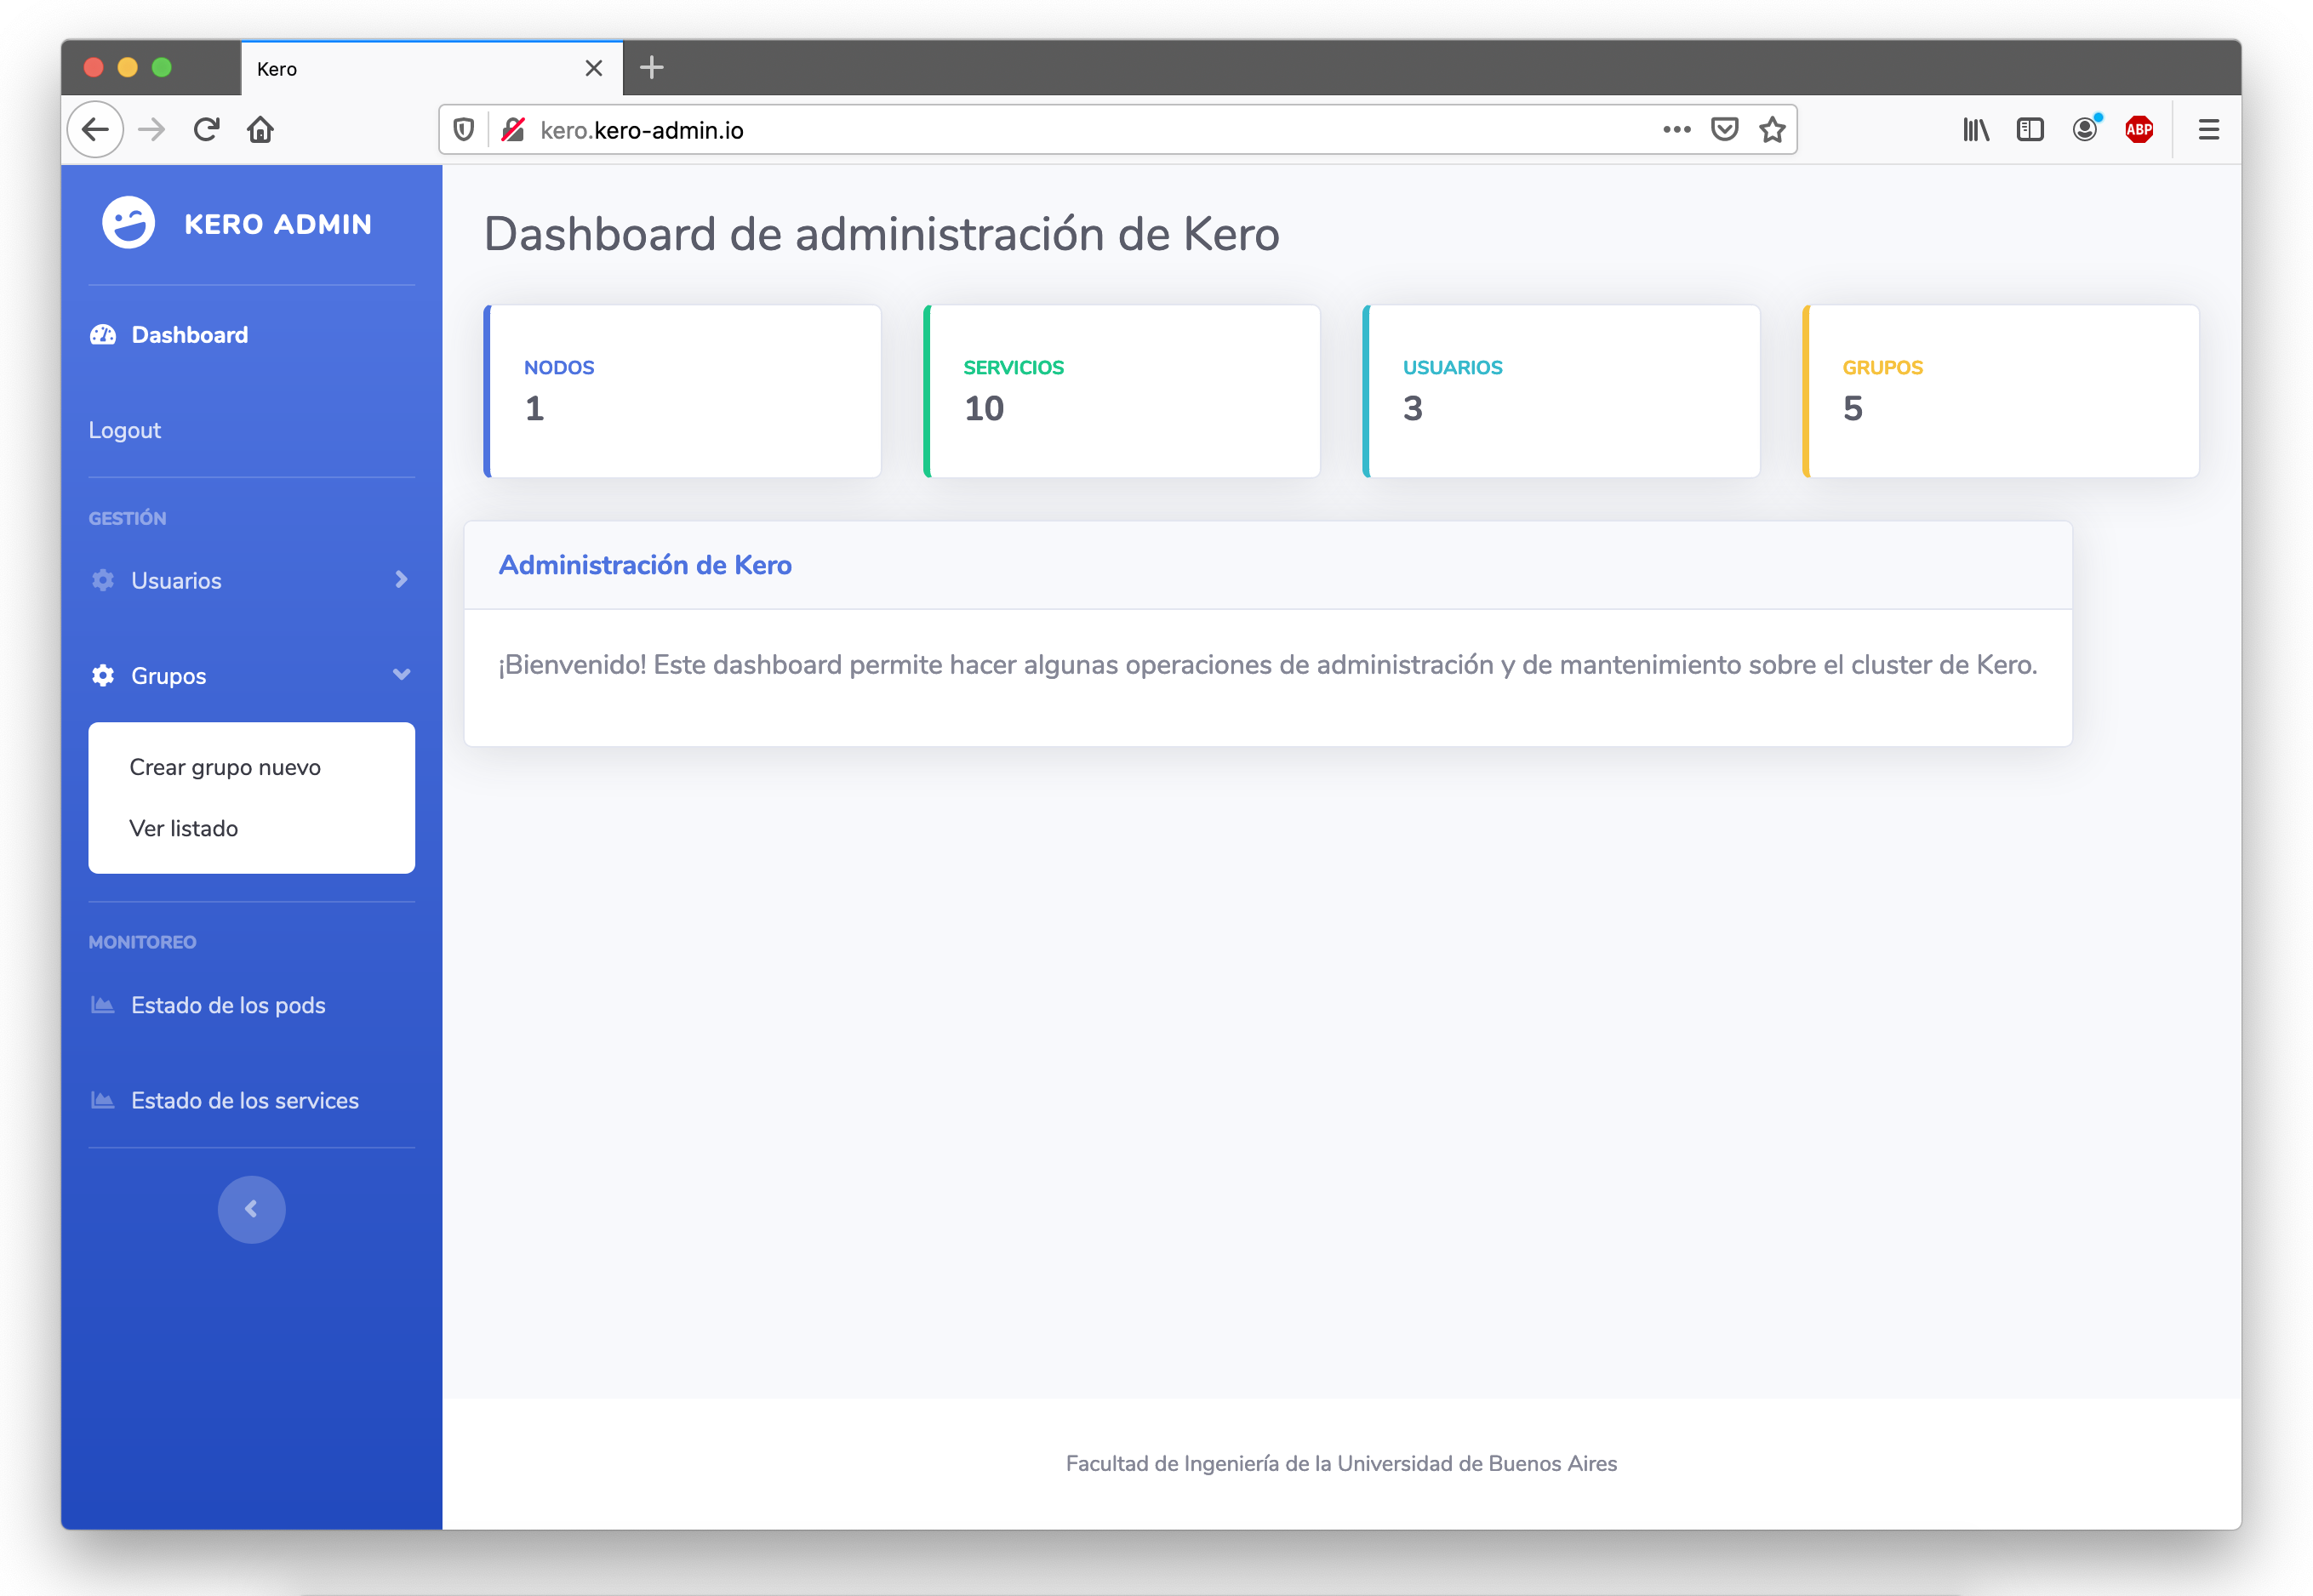 Kero
kero.kero-admin.io
ABP
KERO ADMIN
Dashboard
Logout
GESTIÓN
Usuarios
Grupos
Crear grupo nuevo
Ver listado
MONITOREO
Estado de los pods
Estado de los services
Dashboard de administración de Kero
NODOS
1
SERVICIOS
10
USUARIOS
3
GRUPOS
5
Administración de Kero
¡Bienvenido! Este dashboard permite hacer algunas operaciones de administración y de mantenimiento sobre el cluster de Kero.
Facultad de Ingeniería de la Universidad de Buenos Aires